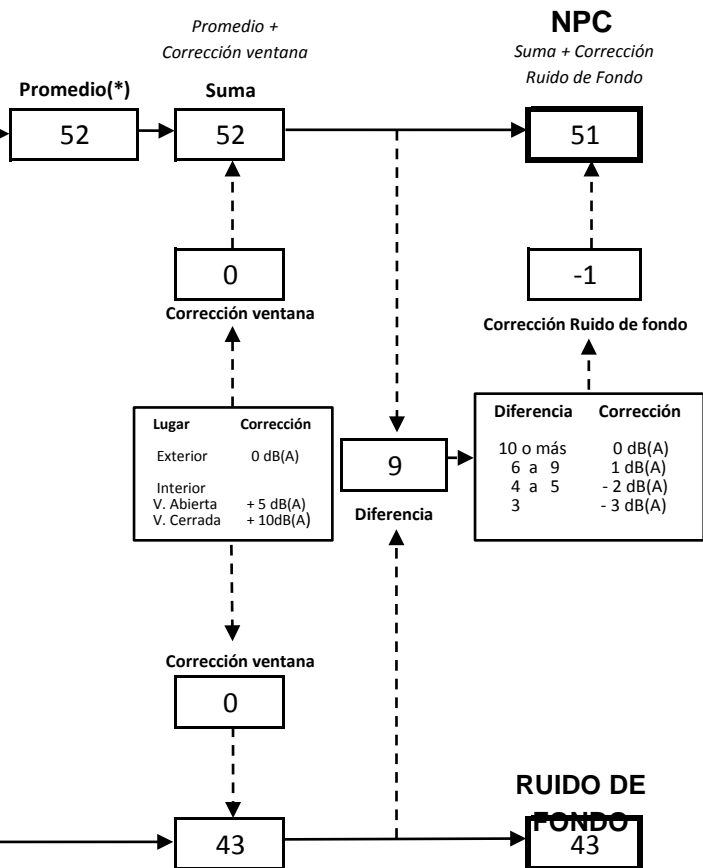 Promedio +
Corrección ventana
NPC
Suma + Corrección
Ruido de Fondo
Promedio(*)
Suma
52
52
51
0
-1
Corrección ventana
Corrección Ruido de fondo
Lugar Corrección
Exterior 0 dB(A)
Interior
V. Abierta + 5 dB(A)
V. Cerrada + 10dB(A)
9
Diferencia
Diferencia Corrección
10 o más 0 dB(A)
6 a 9 1 dB(A)
4 a 5 - 2 dB(A)
3 - 3 dB(A)
Corrección ventana
0
RUIDO DE
FONDO
43
43